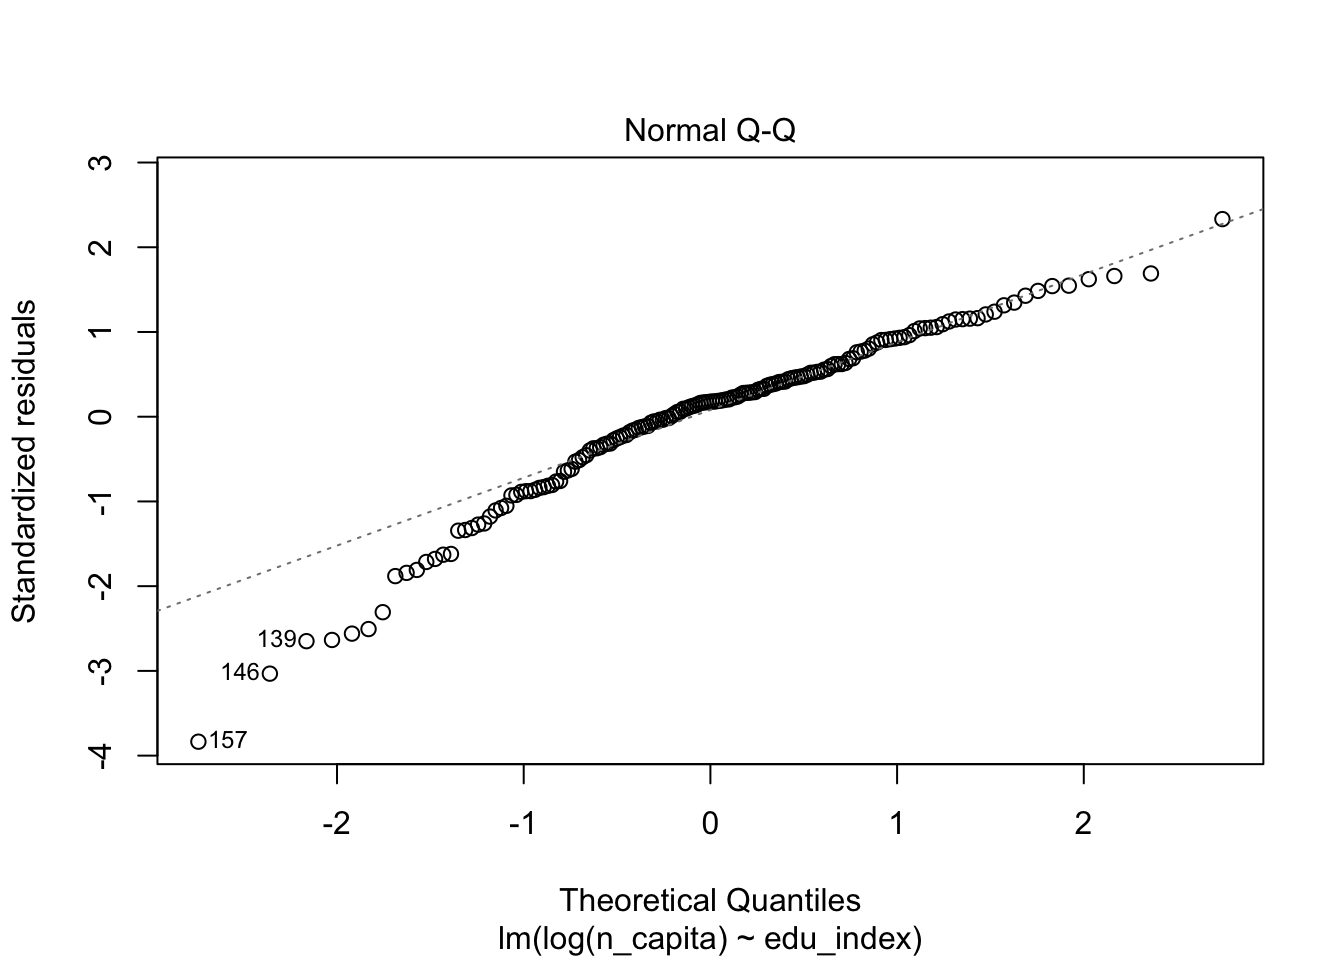 Normal Q-Q
3
2
1
0
-1
-2
-3
-4
Standardized residuals
139
146
157
-2 -1 0 1 2
Theoretical Quantiles
lm(log(n_capita) ~ edu_index)